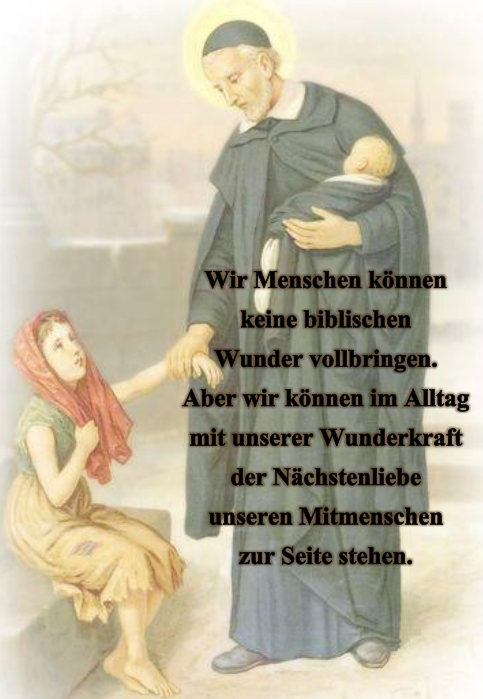 Wir Menschen können
keine biblischen
Wunder vollbringen.
Aber wir können im Alltag
mit unserer Wunderkraft
der Nächstenliebe
unseren Mitmenschen
zur Seite stehen.